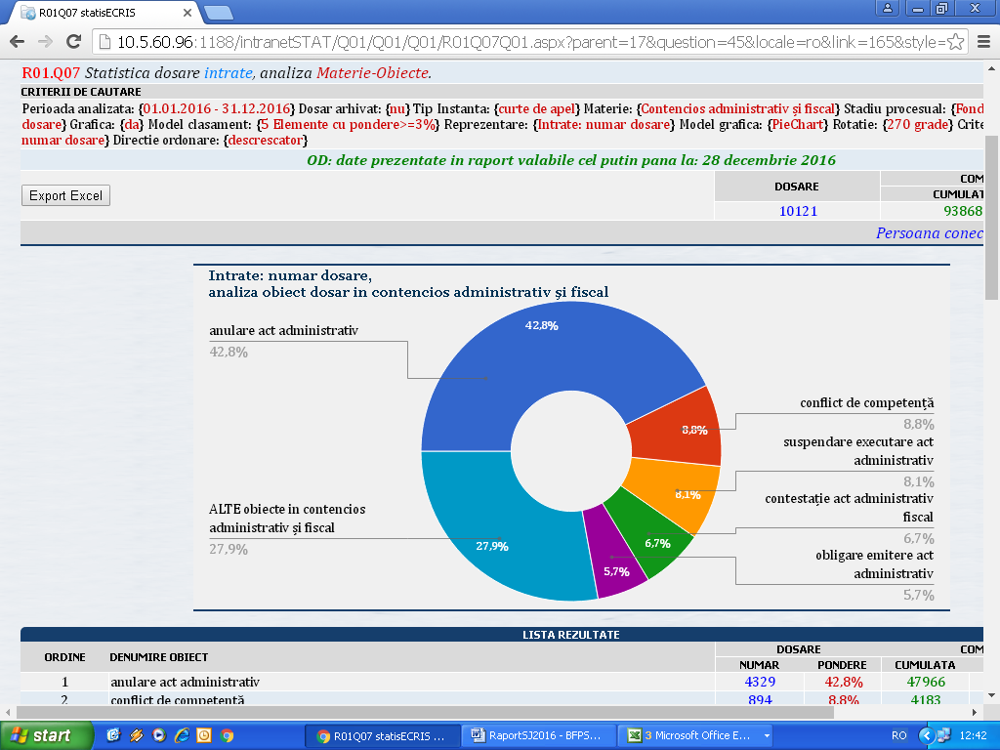 R01Q07 statisECRIS
10.5.60.96:1188/intranetSTAT/Q01/Q01/Q01/R01Q07Q01.aspx?parent=17&question=45&locale=ro&link=165&style=
R01.Q07 Statistica dosare intrate, analiza Materie-Obiecte.
CRITERII DE CAUTARE
Perioada analizata: {01.01.2016 - 31.12.2016} Dosar arhivat: {nu} Tip Instanta: {curte de apel} Materie: {Contencios administrativ și fiscal} Stadiu procesual: {Fond
dosare} Grafica: {da} Model clasament: {5 Elemente cu pondere>=3%} Reprezentare: {Intrate: numar dosare} Model grafica: {PieChart} Rotatie: {270 grade} Crite
numar dosare} Directie ordonare: {descrescator}
OD: date prezentate in raport valabile cel putin pana la: 28 decembrie 2016
Export Excel
DOSARE
COM
CUMULAT
10121
93868
Persoana conec
Intrate: numar dosare,
analiza obiect dosar in contencios administrativ şi fiscal
anulare act administrativ
42,8%
42,8%
conflict de competență
8,8%
8,8%
suspendare executare act
administrativ
8,1%
8,1%
contestație act administrativ
fiscal
6,7%
6,7%
obligare emitere act
administrativ
5,7%
5,7%
ALTE obiecte in contencios
administrativ și fiscal
27,9%
27,9%
LISTA REZULTATE
ORDINE DENUMIRE OBIECT DOSARE COM
NUMAR PONDERE CUMULATA
1 anulare act administrativ 4329 42,8% 47966
2 conflict de competență 894 8,8% 4183
start
R01Q07 statisECRIS ...
RaportSJ2016 - BFPS...
3 Microsoft Office E...
RO
12:42